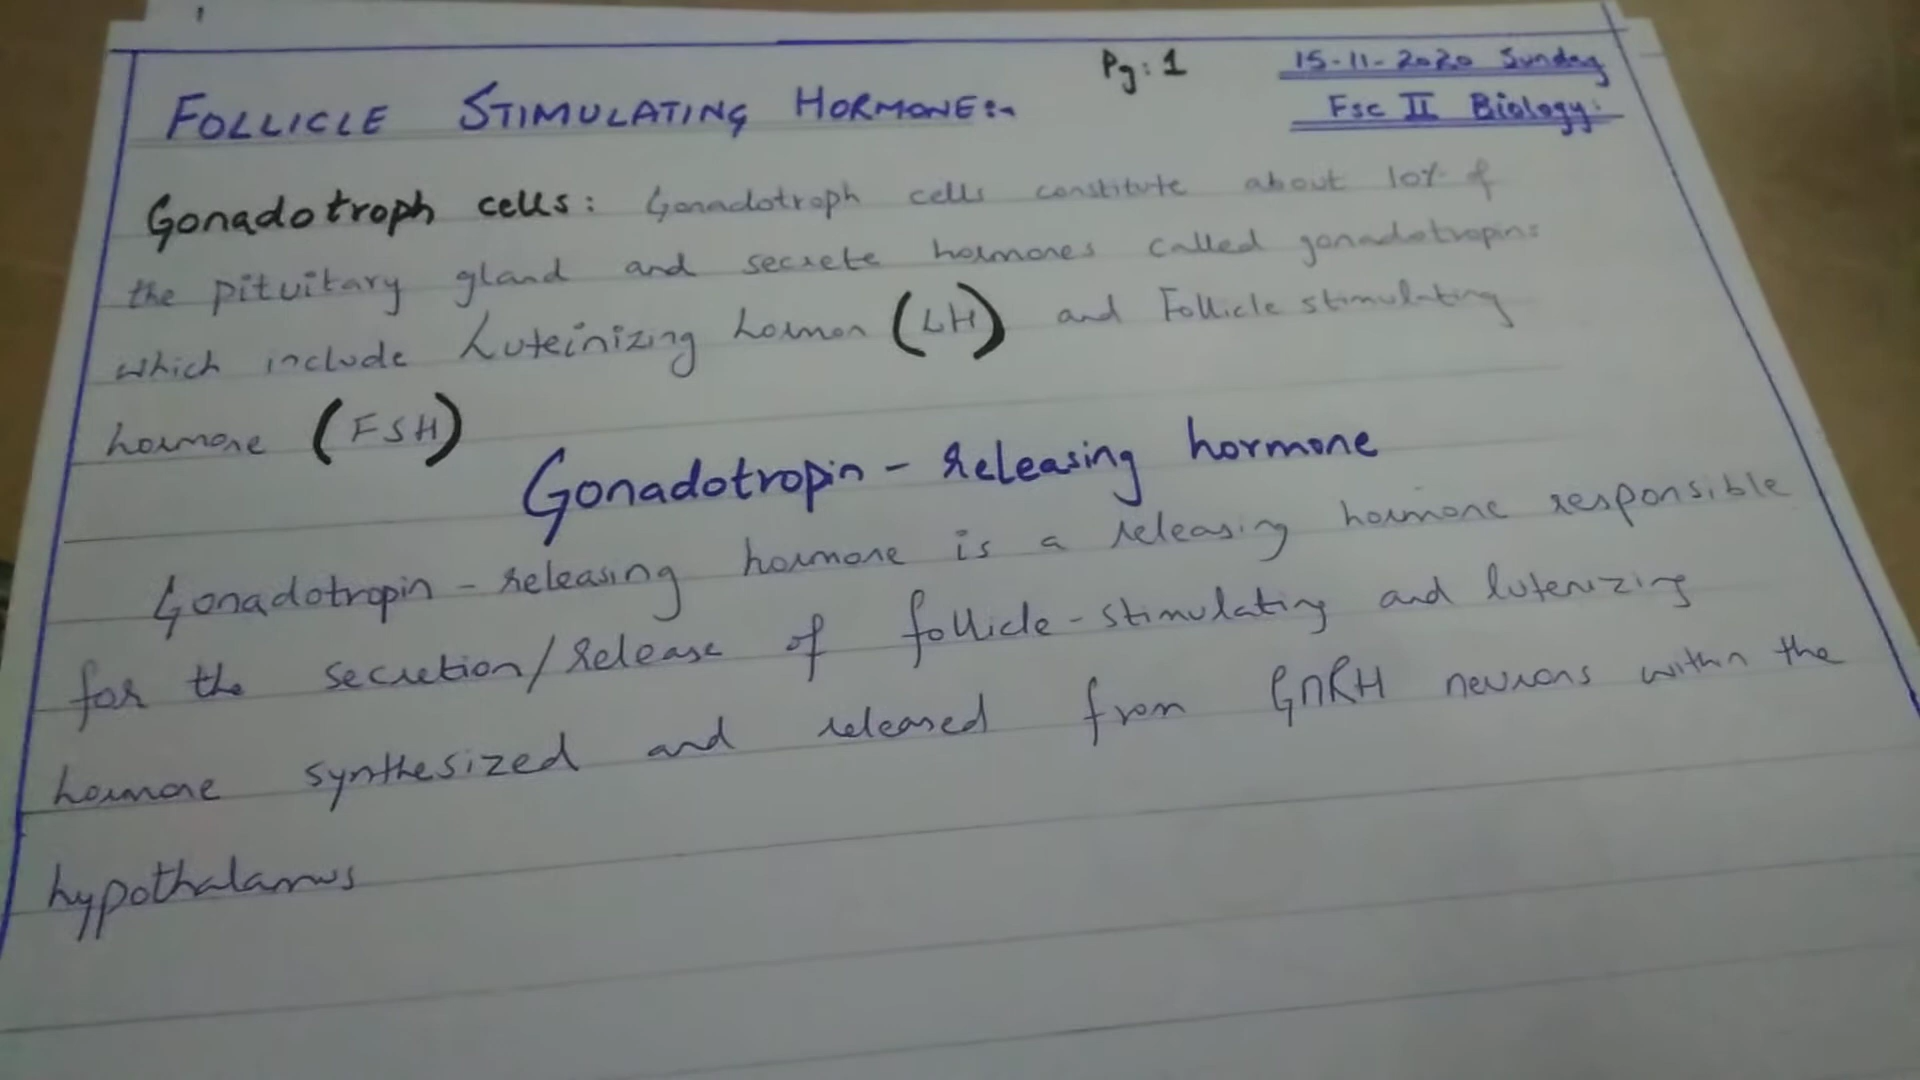 Pg: 1
15-11-2020 Sunday
Fsc II Biology:
FOLLICLE STIMULATING HORMONE:-
Gonadotroph cells: Gonadotroph cells constitute about 10% of
the pituitary gland and secrete hormones called gonadotropins
which include Luteinizing hormon (LH) and Follicle stimulating
hormone (FSH)
Gonadotropin - Releasing hormone
Gonadotropin - releasing hormone is a releasing hormone responsible
for the secretion/Release of follicle-stimulating and lutenizing
hormone synthesized and released from GnRH neurons within the
hypothalamus